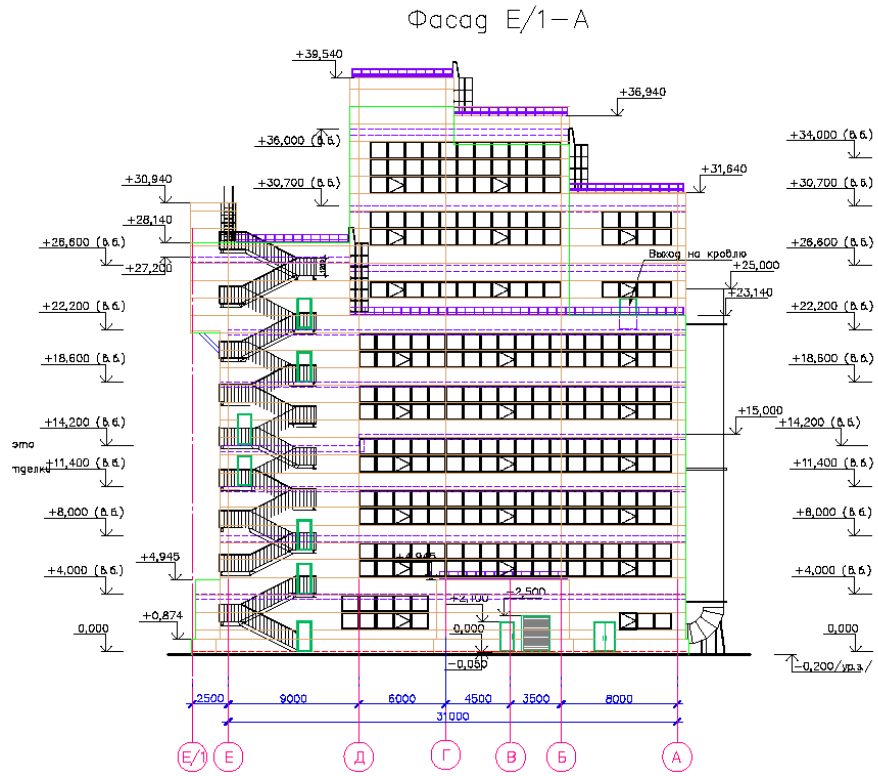 Фасад Е/1-А
+39,540
+36,940
+36,000 (в.б.)
+34,000 (в.б.)
+31,640
+30,940
+30,700 (в.б.)
+30,700 (в.б.)
+28,140
+26,600 (в.б.)
Выход на кровлю
+26,600 (в.б.)
+27,200
+25,000
+23,140
+22,200 (в.б.)
+22,200 (в.б.)
+18,600 (в.б.)
+18,600 (в.б.)
+14,200 (в.б.)
+15,000
+14,200 (в.б.)
это
тделки
+11,400 (в.б.)
+11,400 (в.б.)
+8,000 (в.б.)
+8,000 (в.б.)
+4,945
+4,945
+4,000 (в.б.)
+4,000 (в.б.)
+2,100
-2,500
+0,874
0,000
0,000
0,000
-0,050
-0,200/ур.з./
2500
9000
6000
4500
3500
8000
31000
Е/1
Е
Д
Г
В
Б
А